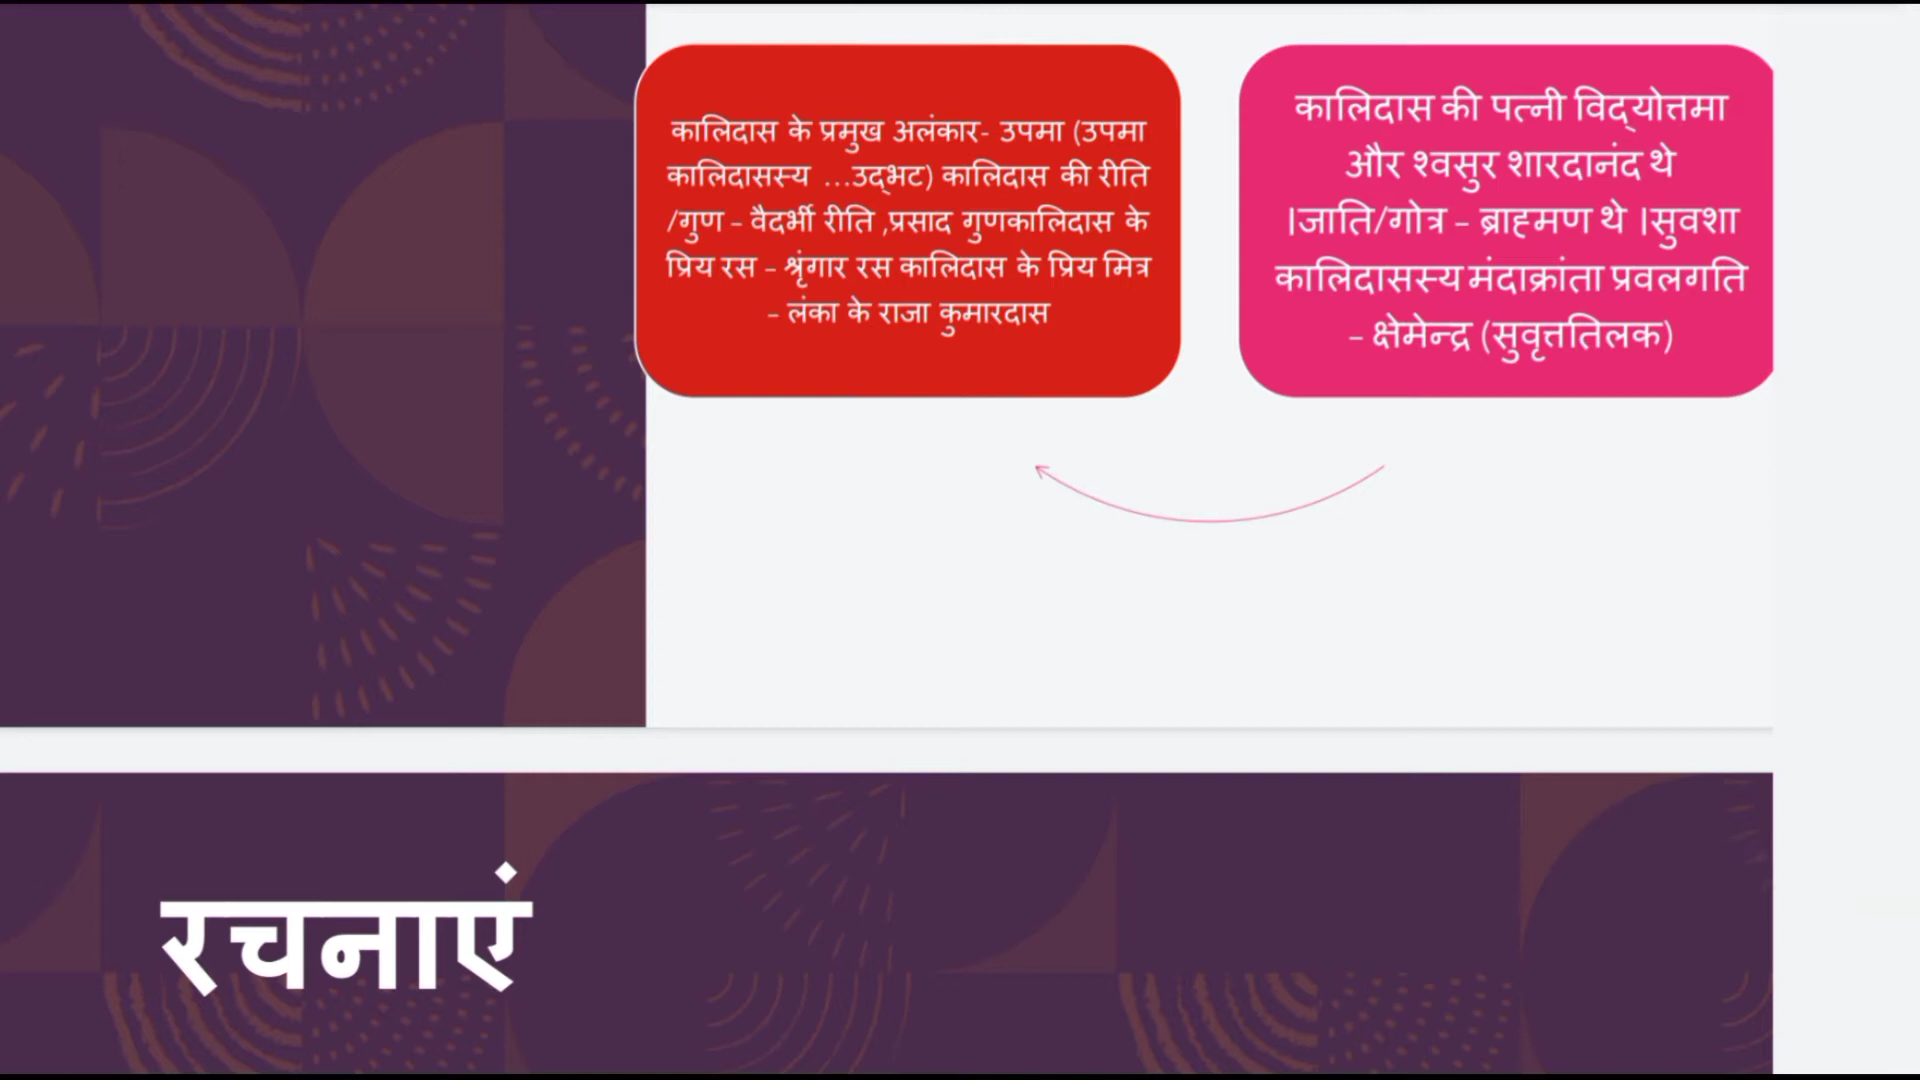 कालिदास के प्रमुख अलंकार- उपमा (उपमा
कालिदासस्य ...उद्भट) कालिदास की रीति
/गुण – वैदर्भी रीति ,प्रसाद गुणकालिदास के
प्रिय रस – श्रृंगार रस कालिदास के प्रिय मित्र
– लंका के राजा कुमारदास
कालिदास की पत्नी विद्योत्तमा
और श्वसुर शारदानंद थे
|जाति/गोत्र – ब्राह्मण थे |सुवशा
कालिदासस्य मंदाक्रांता प्रवलगति
– क्षेमेन्द्र (सुवृत्ततिलक)
रचनाएं